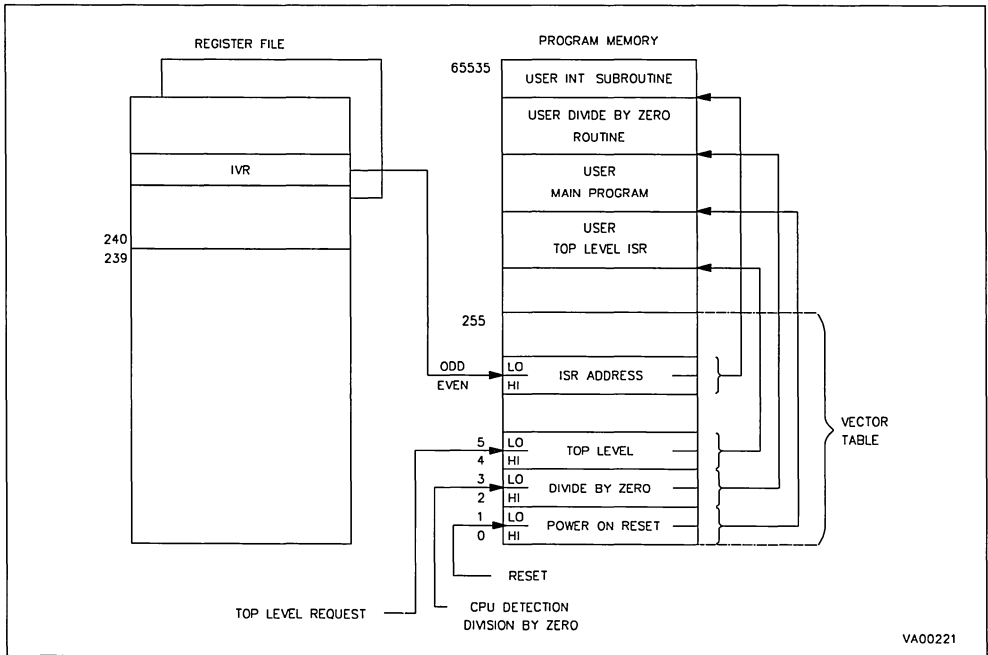 REGISTER FILE
IVR
240
239
PROGRAM MEMORY
65535
USER INT SUBROUTINE
USER DIVIDE BY ZERO
ROUTINE
USER
MAIN PROGRAM
USER
TOP LEVEL ISR
255
ODD
EVEN
LO
HI
ISR ADDRESS
VECTOR
TABLE
5
4
LO
HI
TOP LEVEL
3
2
LO
HI
DIVIDE BY ZERO
1
0
LO
HI
POWER ON RESET
RESET
TOP LEVEL REQUEST
CPU DETECTION
DIVISION BY ZERO
VA00221